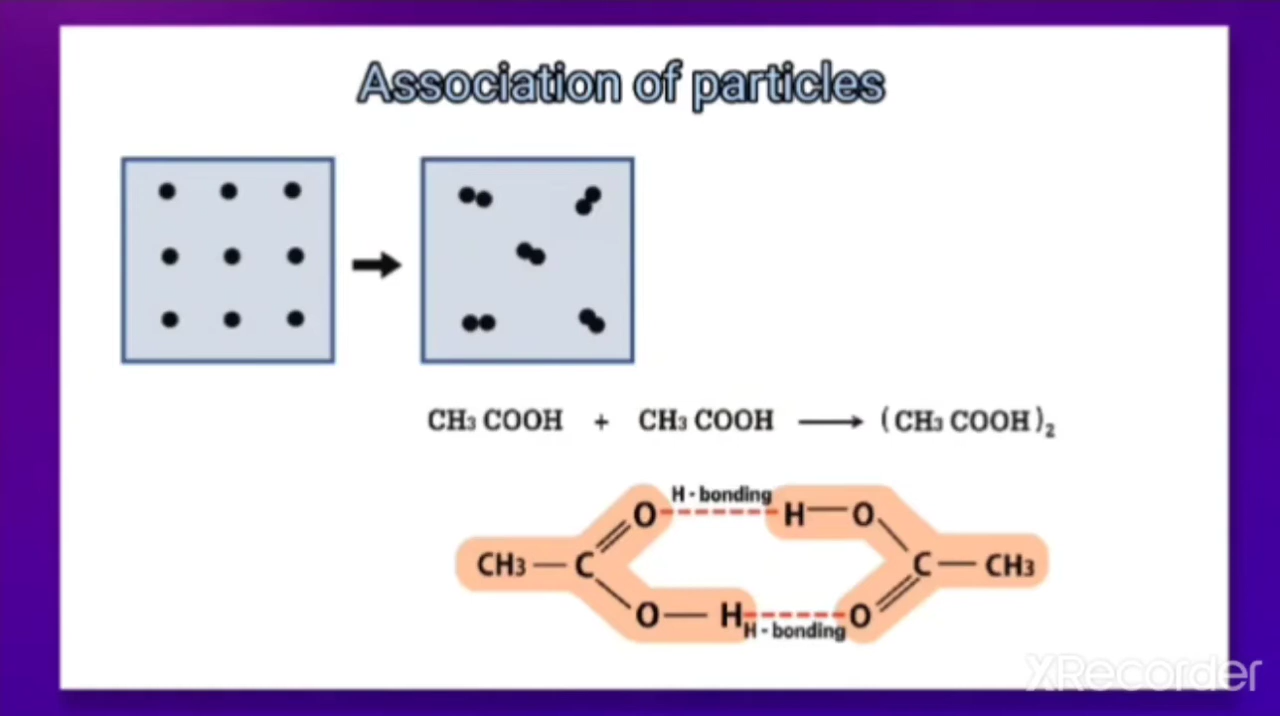 Association of particles
CH₃ COOH + CH₃ COOH ⟶ (CH₃ COOH)₂
H - bonding
O H — O
CH₃ — C C — CH₃
O — H O
H - bonding
XRecorder